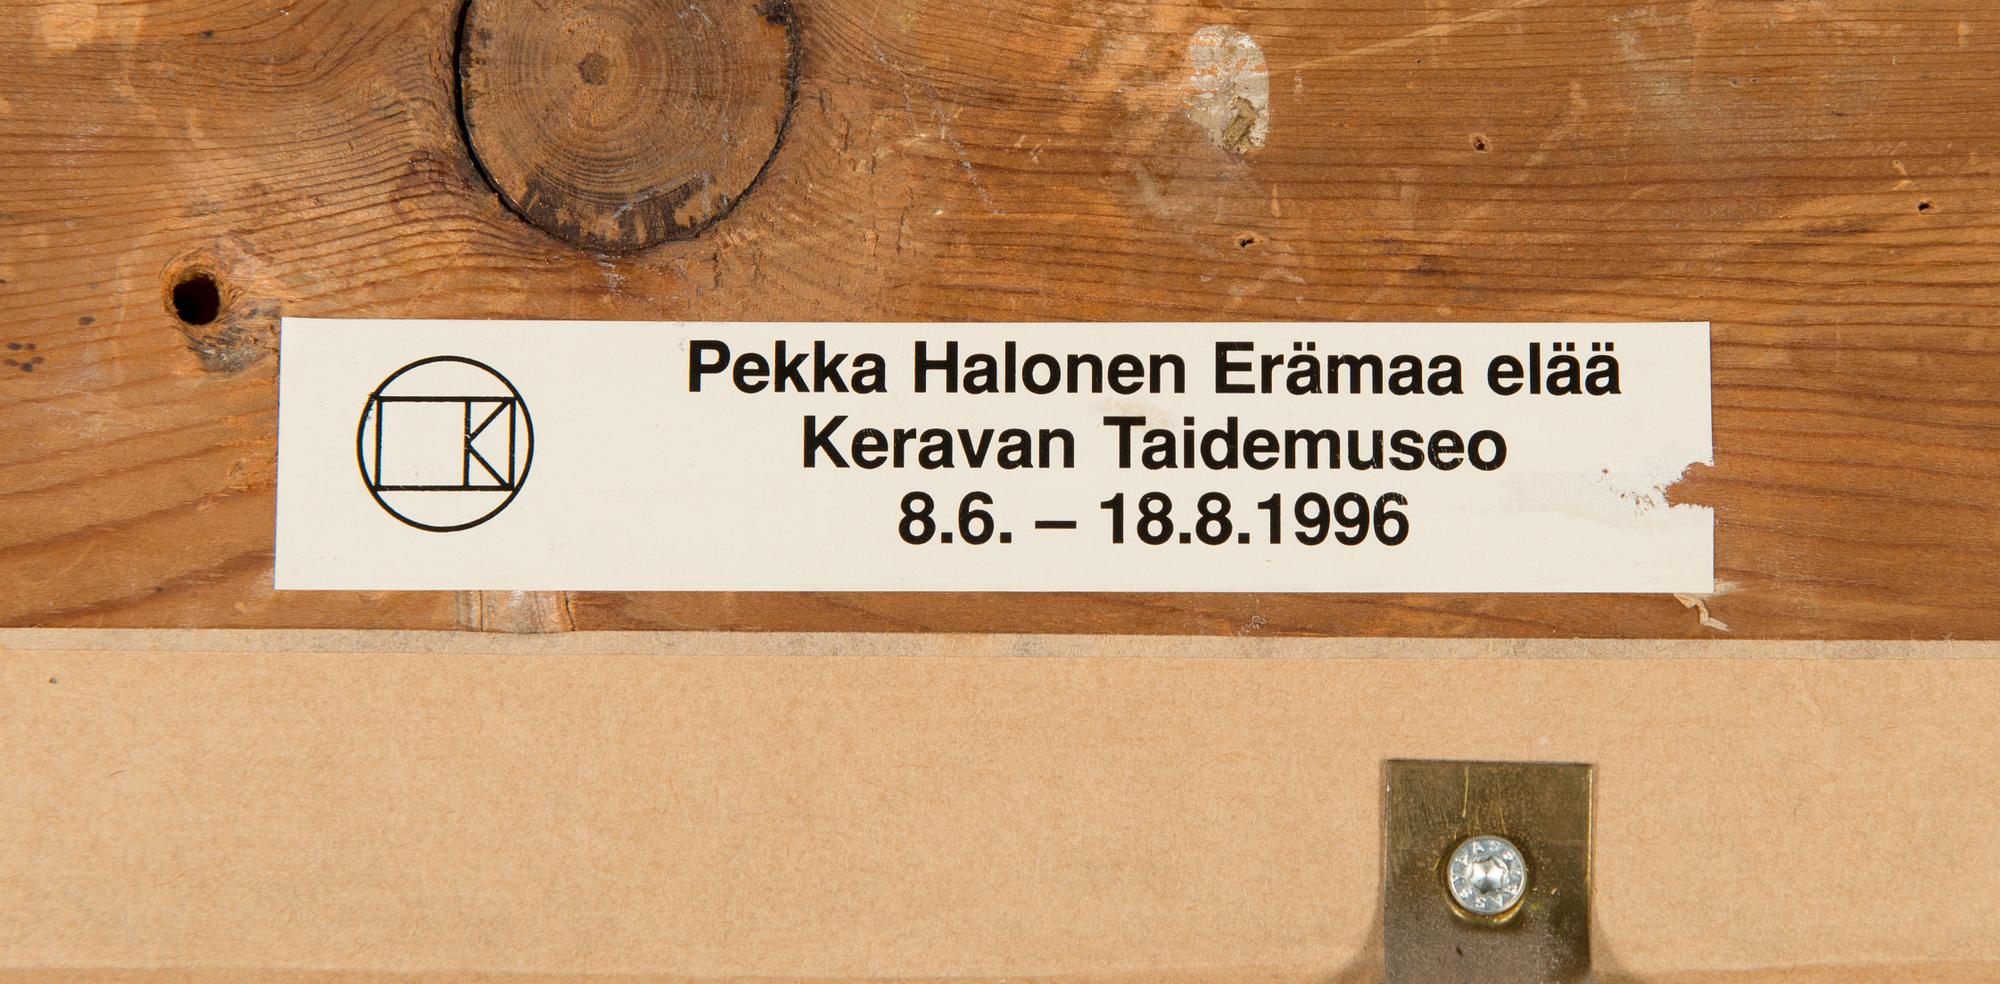 Pekka Halonen Erämaa elää
Keravan Taidemuseo
8.6. – 18.8.1996